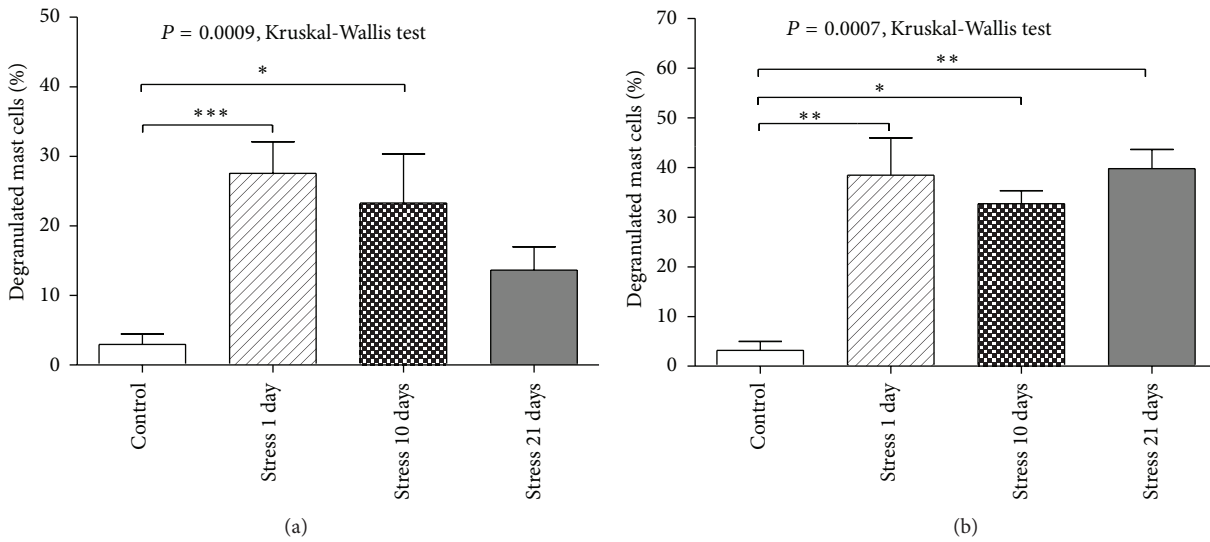 P = 0.0009, Kruskal-Wallis test
Degranulated mast cells (%)
50
40
30
20
10
0
*
***
Control
Stress 1 day
Stress 10 days
Stress 21 days
(a)
P = 0.0007, Kruskal-Wallis test
Degranulated mast cells (%)
70
60
50
40
30
20
10
0
**
*
**
Control
Stress 1 day
Stress 10 days
Stress 21 days
(b)